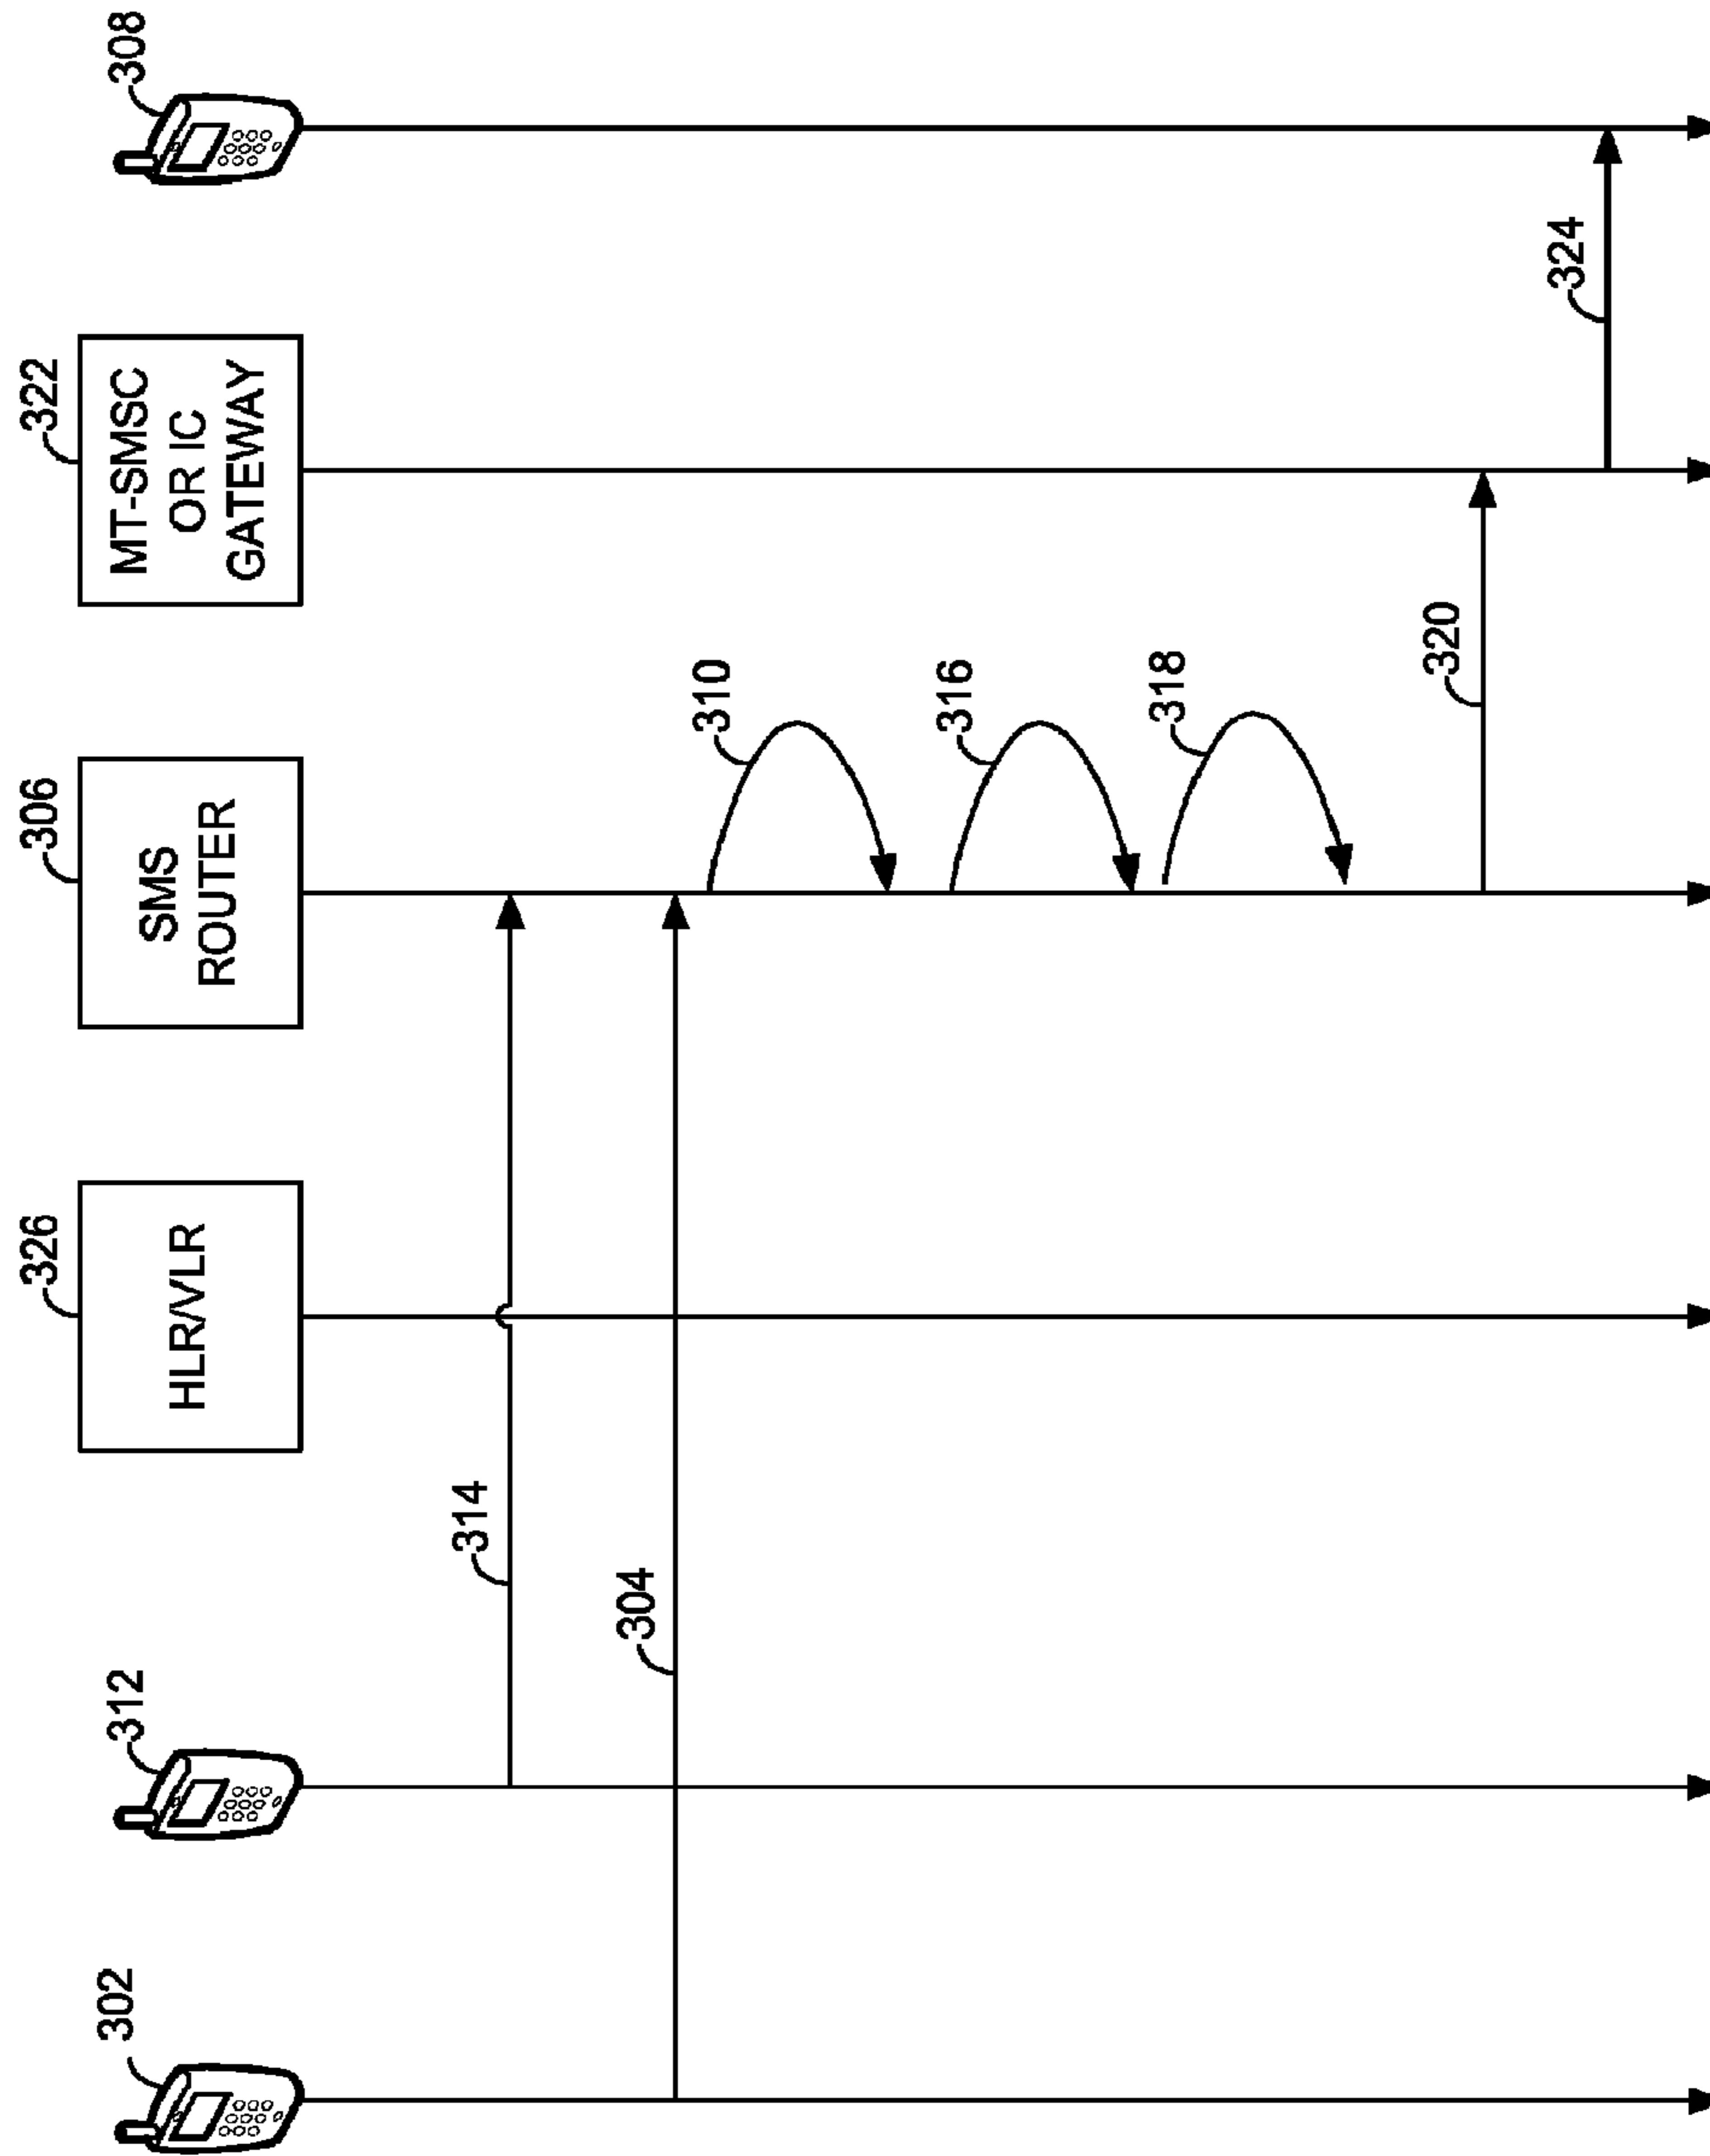 302
312
326
HLR/VLR
306
SMS
ROUTER
322
MT-SMSC
OR IC
GATEWAY
308
314
304
310
316
318
320
324